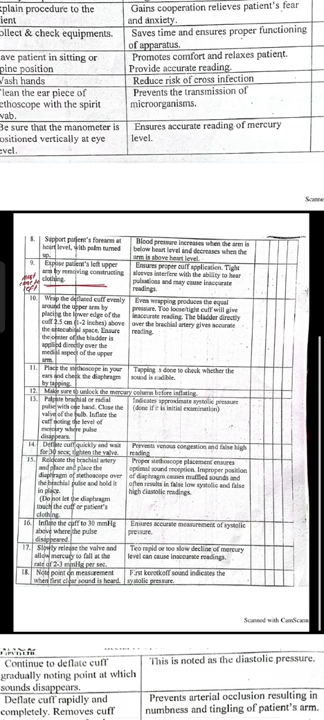 xplain procedure to the
ient
Gains cooperation relieves patient's fear
and anxiety.
ollect & check equipments.
Saves time and ensures proper functioning
of apparatus.
ave patient in sitting or
pine position
Promotes comfort and relaxes patient.
Provide accurate reading.
Wash hands
Reduce risk of cross infection
lean the ear piece of
ethoscope with the spirit
wab.
Prevents the transmission of
microorganisms.
Be sure that the manometer is
ositioned vertically at eye
evel.
Ensures accurate reading of mercury
level.
Scanne
8. Support patient's forearm at
heart level, with palm turned
up.
Blood pressure increases when the arm is
below heart level and decreases when the
arm is above heart level.
9. Expose patient's left upper
arm by removing constructing
clothing.
Ensures proper cuff application. Tight
sleeves interfere with the ability to hear
pulsations and may cause inaccurate
readings.
10. Wrap the deflated cuff evenly
around the upper arm by
placing the lower edge of the
cuff 2.5 cm (1-2 inches) above
the antecubital space. Ensure
the center of the bladder is
applied directly over the
medial aspect of the upper
arm.
Even wrapping produces the equal
pressure. Too loose/tight cuff will give
inaccurate reading. The bladder directly
over the brachial artery gives accurate
reading.
11. Place the stethoscope in your
ears and check the diaphragm
by tapping.
Tapping is done to check whether the
sound is audible.
12. Make sure to unlock the mercury column before inflating.
13. Palpate brachial or radial
pulse with one hand. Close the
valve of the bulb. Inflate the
cuff noting the level of
mercury where pulse
disappears.
Indicates approximate systolic pressure
(done if it is initial examination)
14. Deflate cuff quickly and wait
for 30 secs; tighten the valve.
Prevents venous congestion and false high
reading
15. Relocate the brachial artery
and place and place the
diaphragm of stethoscope over
the brachial pulse and hold it
in place.
(Do not let the diaphragm
touch the cuff or patient's
clothing.
Proper stethoscope placement ensures
optimal sound reception. Improper position
of diaphragm causes muffled sounds and
often results in false low systolic and false
high diastolic readings.
16. Inflate the cuff to 30 mmHg
above where the pulse
disappeared.
Ensures accurate measurement of systolic
pressure.
17. Slowly release the valve and
allow mercury to fall at the
rate of 2-3 mmHg per sec.
Too rapid or too slow decline of mercury
level can cause inaccurate readings.
18. Note point on measurement
when first clear sound is heard.
First korotkoff sound indicates the
systolic pressure.
Scanned with CamScann
Continue to deflate cuff
gradually noting point at which
sounds disappears.
This is noted as the diastolic pressure.
Deflate cuff rapidly and
completely. Removes cuff
Prevents arterial occlusion resulting in
numbness and tingling of patient's arm.